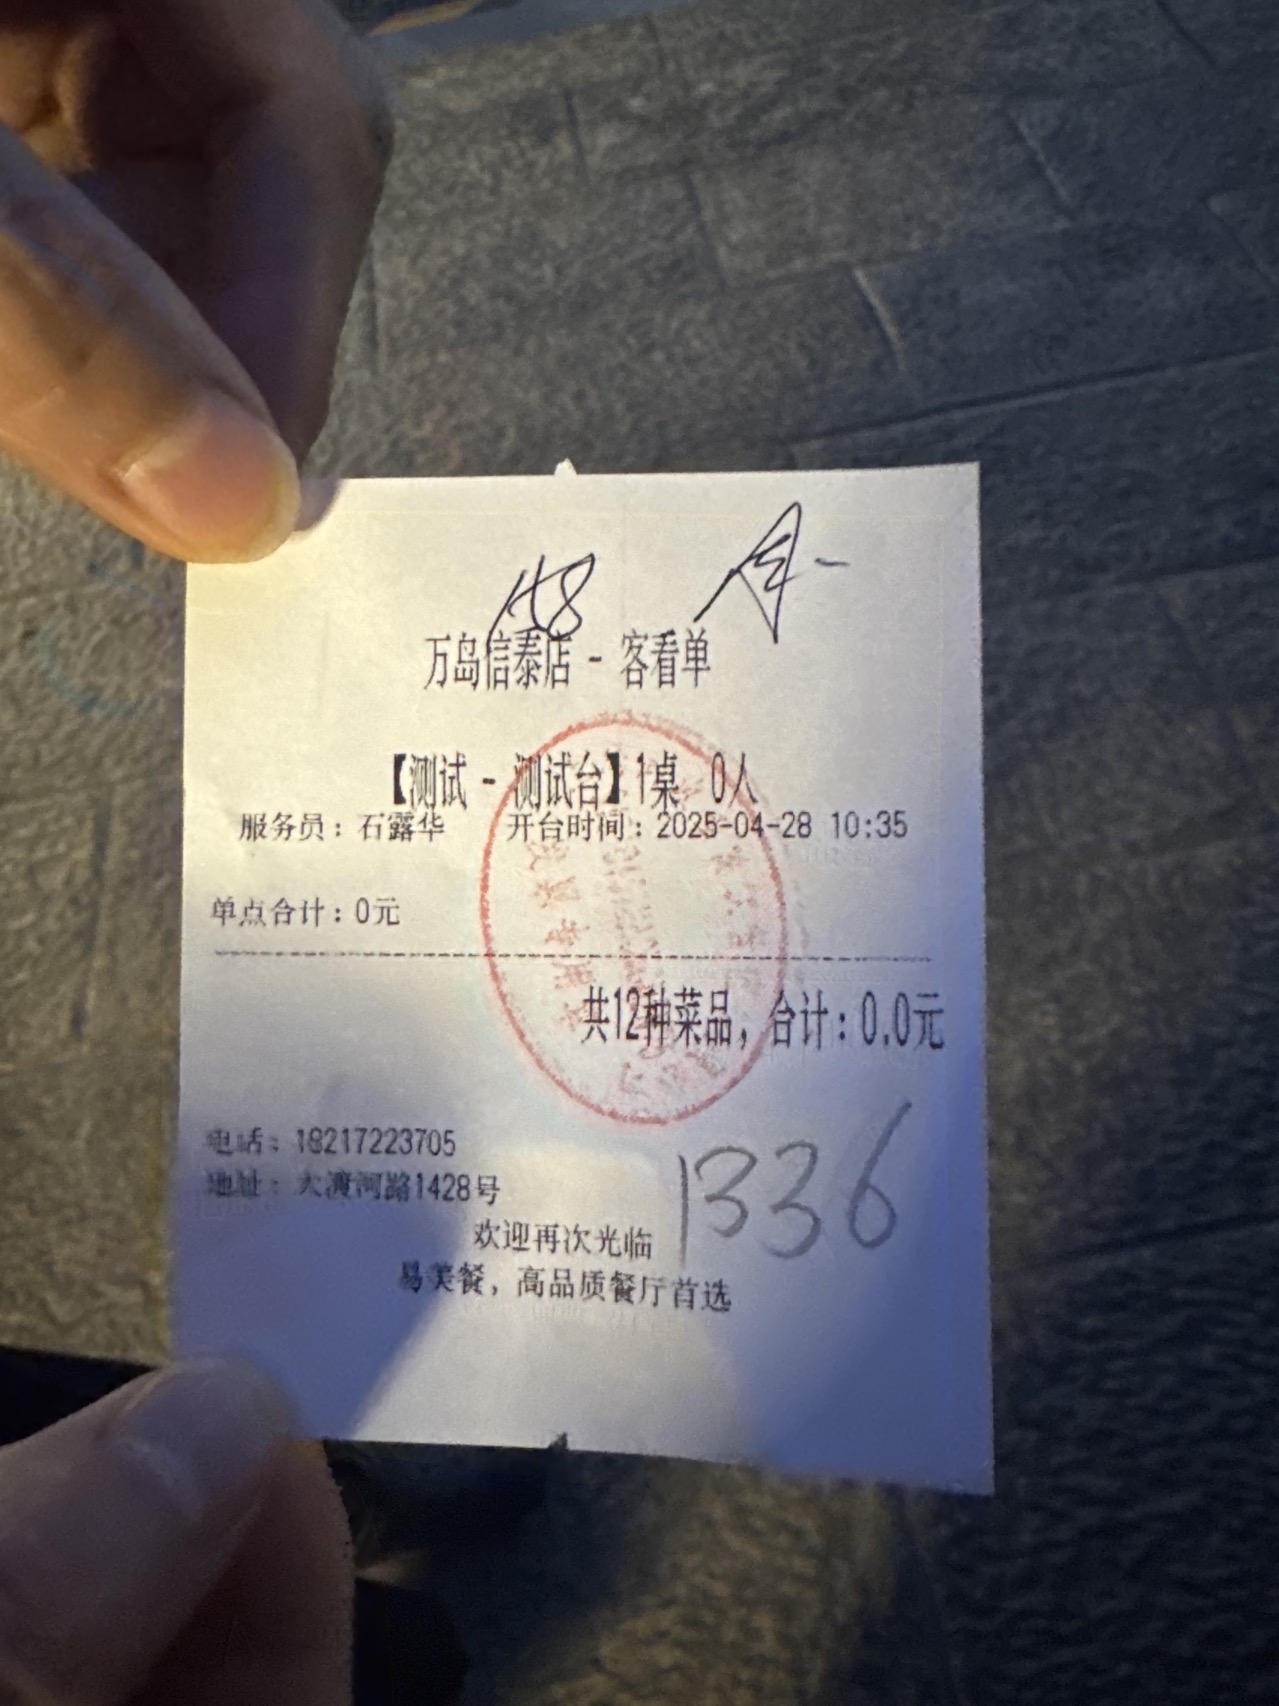 万岛信泰店 - 客看单
【测试 - 测试台】1桌 0人
服务员：石露华 开台时间：2025-04-28 10:35
单点合计：0元
共12种菜品，合计：0.0元
电话：18217223705
地址：大渡河路1428号
1336
欢迎再次光临
易美餐，高品质餐厅首选